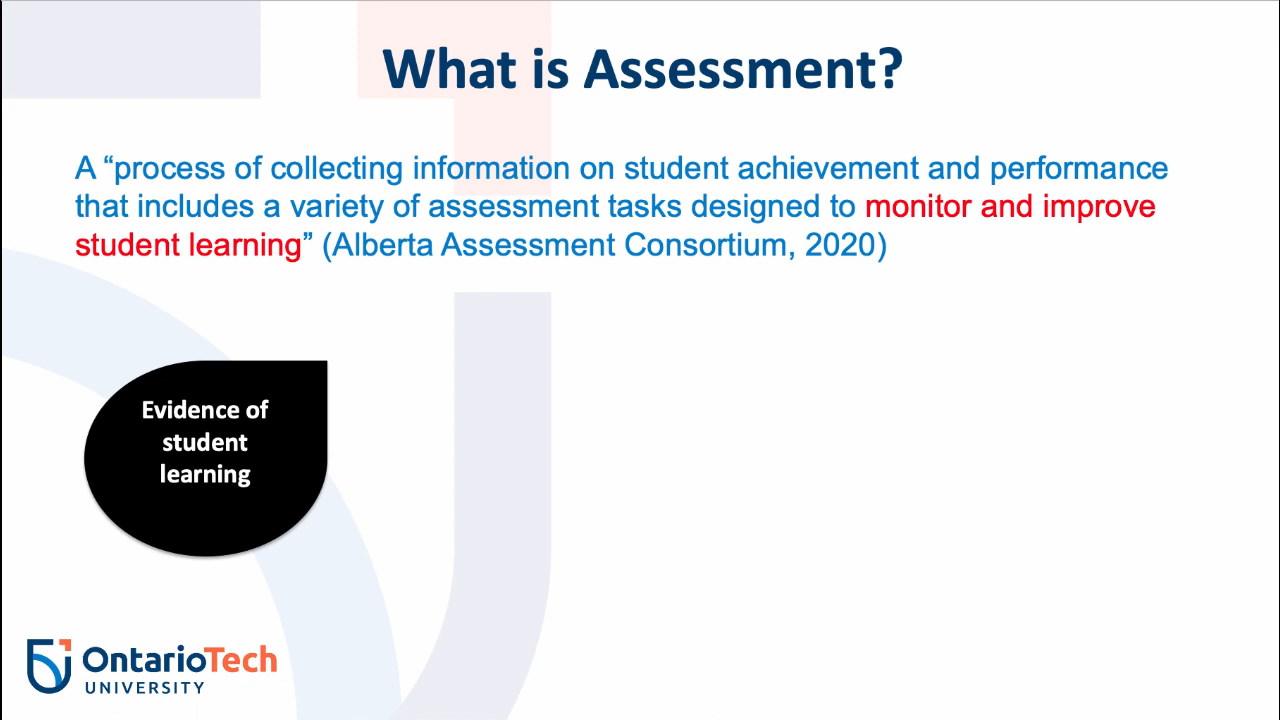 What is Assessment?
A “process of collecting information on student achievement and performance
that includes a variety of assessment tasks designed to monitor and improve
student learning” (Alberta Assessment Consortium, 2020)
Evidence of
student
learning
OntarioTech
UNIVERSITY